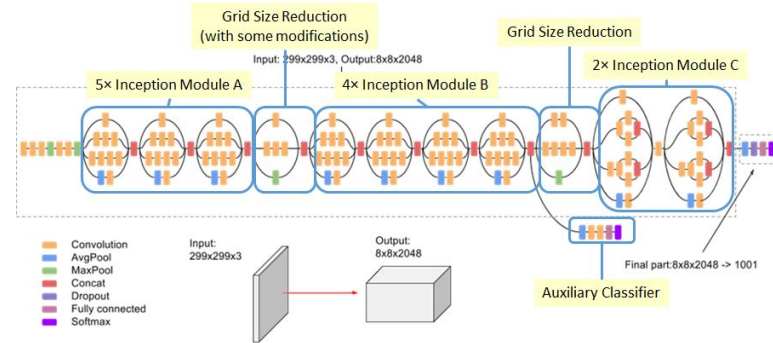 Grid Size Reduction
(with some modifications)
Grid Size Reduction
Input: 299x299x3, Output:8x8x2048
5× Inception Module A
4× Inception Module B
2× Inception Module C
Convolution
AvgPool
MaxPool
Concat
Dropout
Fully connected
Softmax
Input:
299x299x3
Output:
8x8x2048
Auxiliary Classifier
Final part:8x8x2048 -> 1001